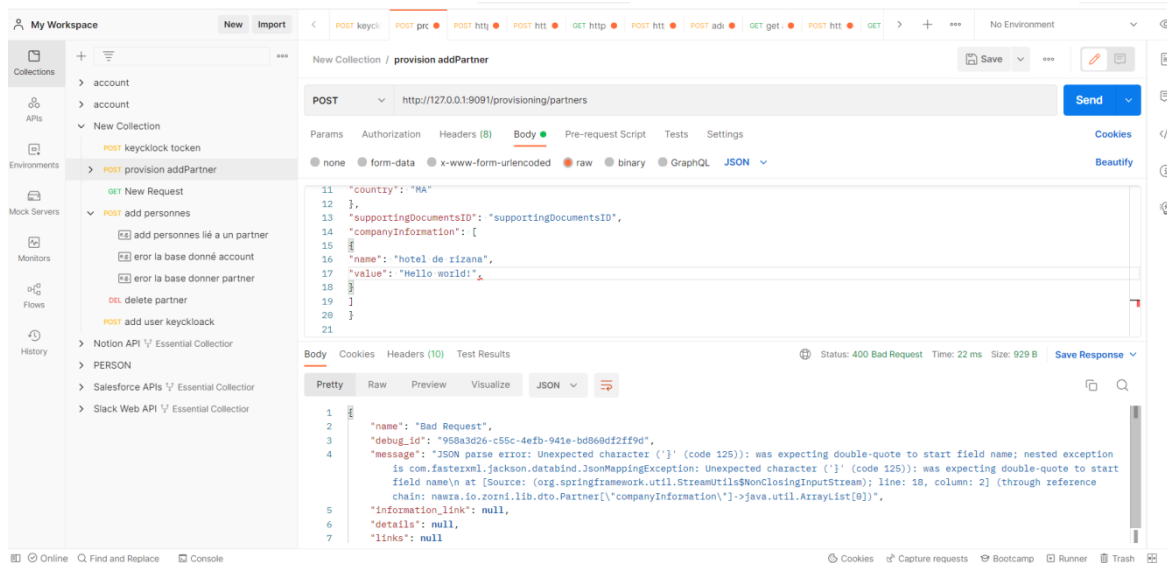 My Workspace
New
Import
POST keyck
POST prc
POST http
POST htt
GET http
POST htt
POST ad
GET get
POST htt
GET
No Environment
Collections
APIs
Environments
Mock Servers
Monitors
Flows
History
account
account
New Collection
POST keycklock tocken
POST provision addPartner
GET New Request
POST add personnes
e.g. add personnes lié a un partner
e.g. eror la base donné account
e.g. eror la base donner partner
DEL delete partner
POST add user keyckloack
Notion API Essential Collectior
PERSON
Salesforce APIs Essential Collectior
Slack Web API Essential Collectior
New Collection / provision addPartner
Save
POST
http://127.0.0.1:9091/provisioning/partners
Send
Params Authorization Headers (8) Body Pre-request Script Tests Settings
Cookies
none form-data x-www-form-urlencoded raw binary GraphQL JSON
Beautify
11 "country": "MA"
12 },
13 "supportingDocumentsID": "supportingDocumentsID",
14 "companyInformation": [
15 {
16 "name": "hotel de rizana",
17 "value": "Hello world!",
18 }
19 ]
20 }
21
Body Cookies Headers (10) Test Results
Status: 400 Bad Request Time: 22 ms Size: 929 B Save Response
Pretty Raw Preview Visualize JSON
1 {
2 "name": "Bad Request",
3 "debug_id": "958a3d26-c55c-4efb-941e-bd860df2ff9d",
4 "message": "JSON parse error: Unexpected character ('}' (code 125)): was expecting double-quote to start field name; nested exception
is com.fasterxml.jackson.databind.JsonMappingException: Unexpected character ('}' (code 125)): was expecting double-quote to start
field name\n at [Source: (org.springframework.util.StreamUtils$NonClosingInputStream); line: 18, column: 2] (through reference
chain: nawra.io.zorni.lib.dto.Partner[\"companyInformation\"]->java.util.ArrayList[0])",
5 "information_link": null,
6 "details": null,
7 "links": null
Online Find and Replace Console
Cookies Capture requests Bootcamp Runner Trash